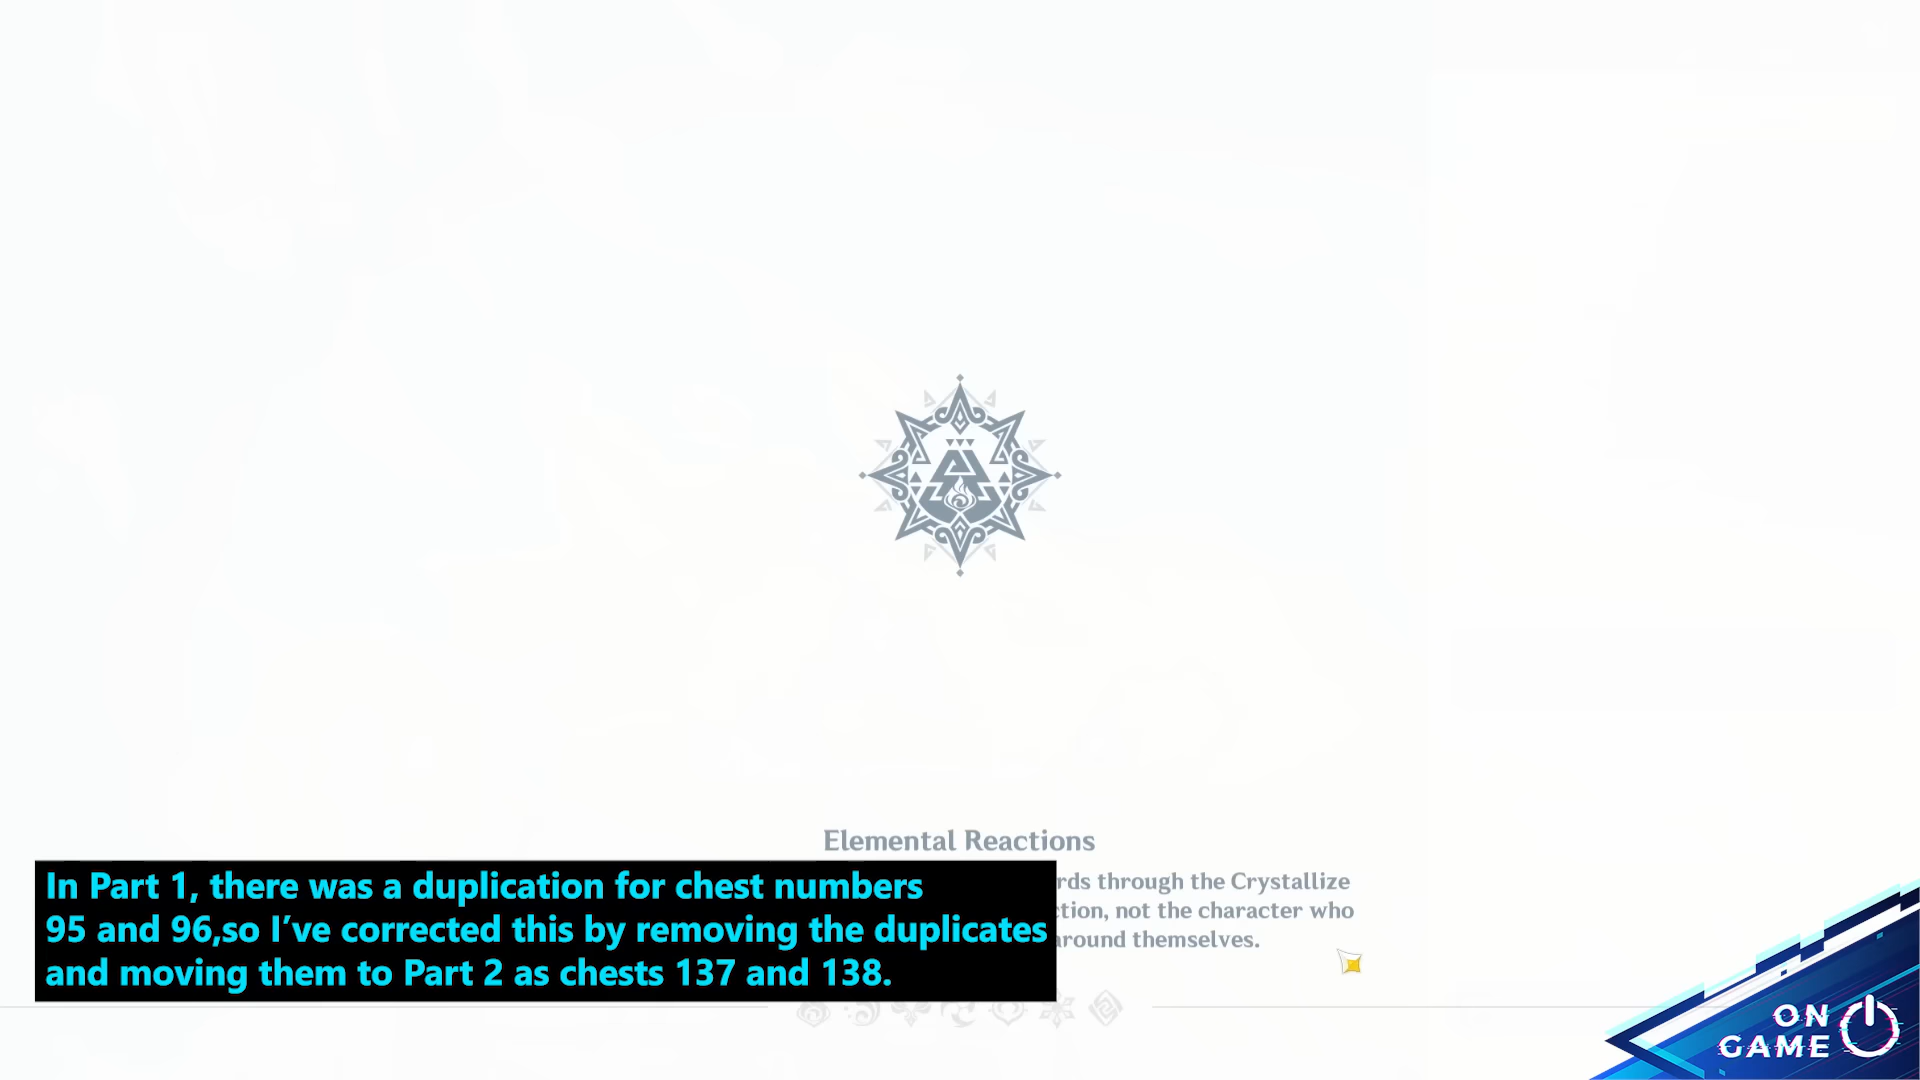 Elemental Reactions
In Part 1, there was a duplication for chest numbers
95 and 96,so I’ve corrected this by removing the duplicates
and moving them to Part 2 as chests 137 and 138.
rds through the Crystallize
ction, not the character who
around themselves.
ON
GAME